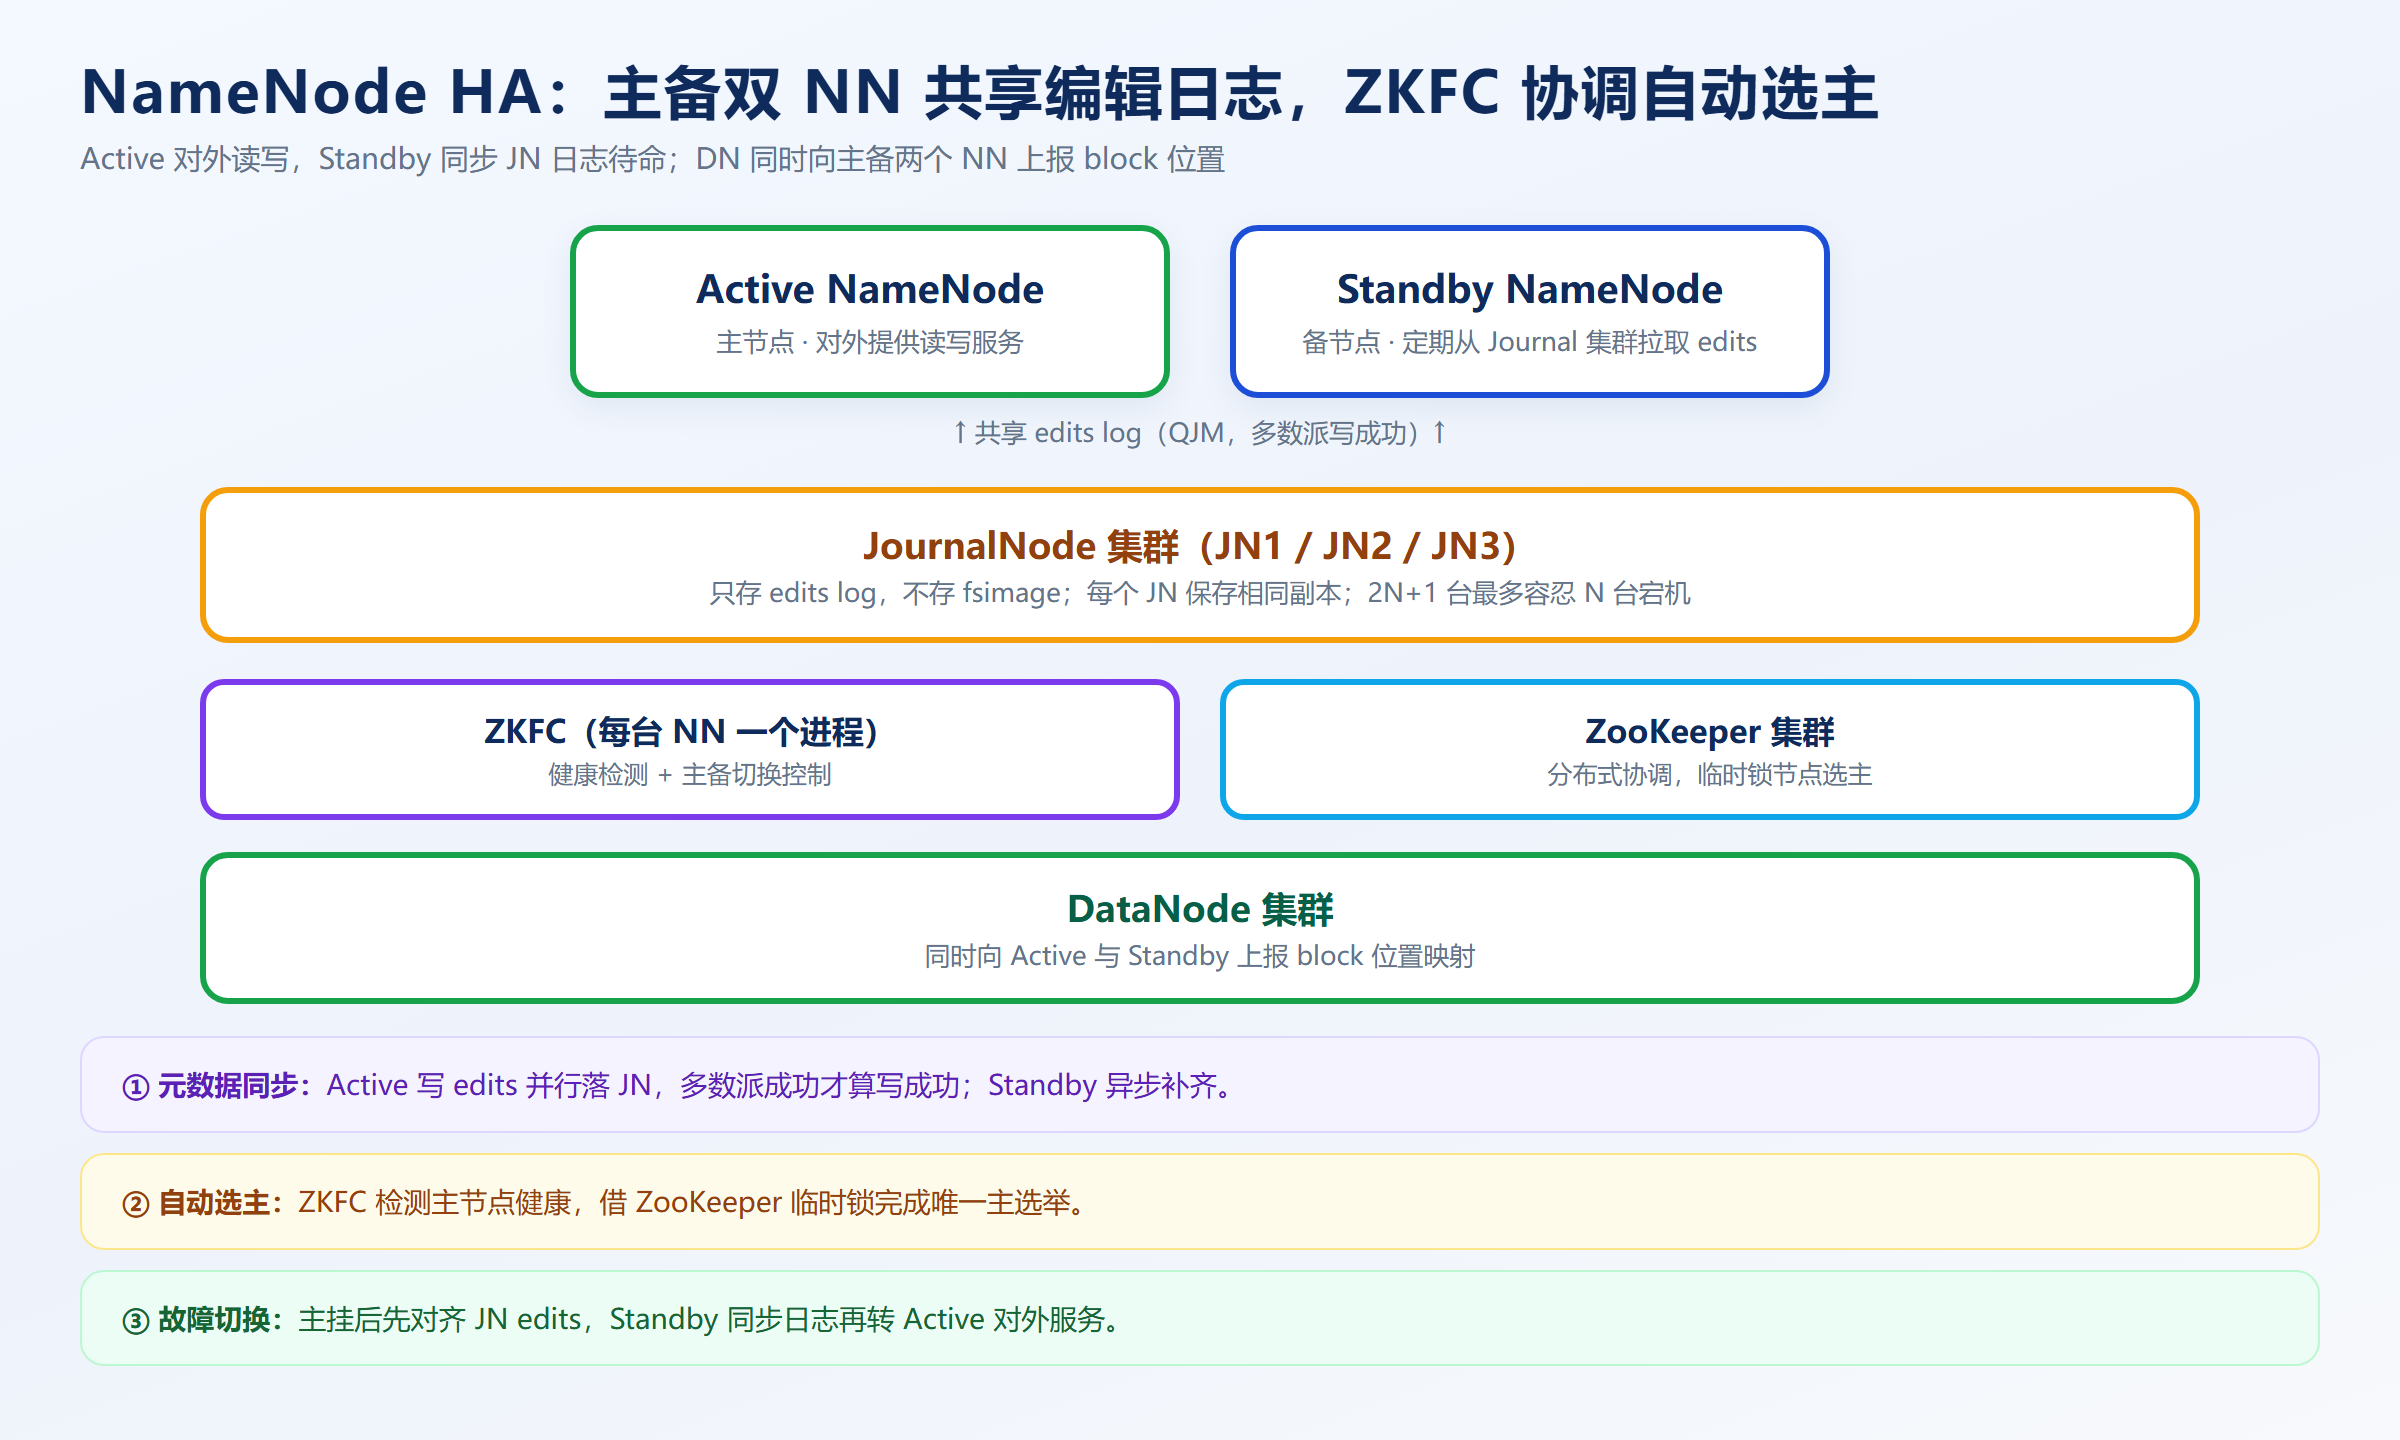 NameNode HA：主备双 NN 共享编辑日志，ZKFC 协调自动选主
Active 对外读写，Standby 同步 JN 日志待命；DN 同时向主备两个 NN 上报 block 位置
Active NameNode
主节点 · 对外提供读写服务
Standby NameNode
备节点 · 定期从 Journal 集群拉取 edits
↑ 共享 edits log（QJM，多数派写成功）↑
JournalNode 集群（JN1 / JN2 / JN3）
只存 edits log，不存 fsimage；每个 JN 保存相同副本；2N+1 台最多容忍 N 台宕机
ZKFC（每台 NN 一个进程）
健康检测 + 主备切换控制
ZooKeeper 集群
分布式协调，临时锁节点选主
DataNode 集群
同时向 Active 与 Standby 上报 block 位置映射
① 元数据同步：Active 写 edits 并行落 JN，多数派成功才算写成功；Standby 异步补齐。
② 自动选主：ZKFC 检测主节点健康，借 ZooKeeper 临时锁完成唯一主选举。
③ 故障切换：主挂后先对齐 JN edits，Standby 同步日志再转 Active 对外服务。